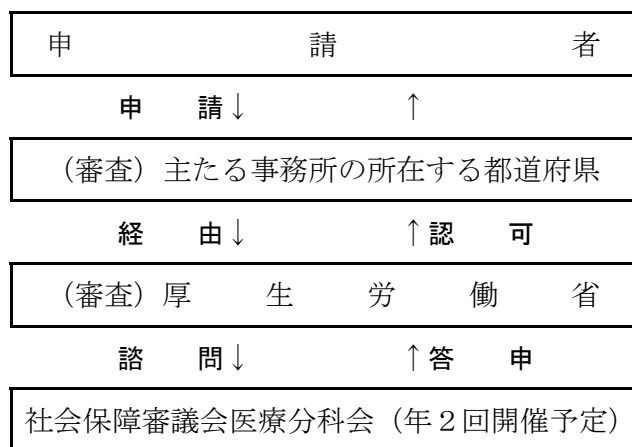 申請者
申請↓ ↑
（審査）主たる事務所の所在する都道府県
経由↓ ↑認可
（審査）厚生労働省
諮問↓ ↑答申
社会保障審議会医療分科会（年２回開催予定）